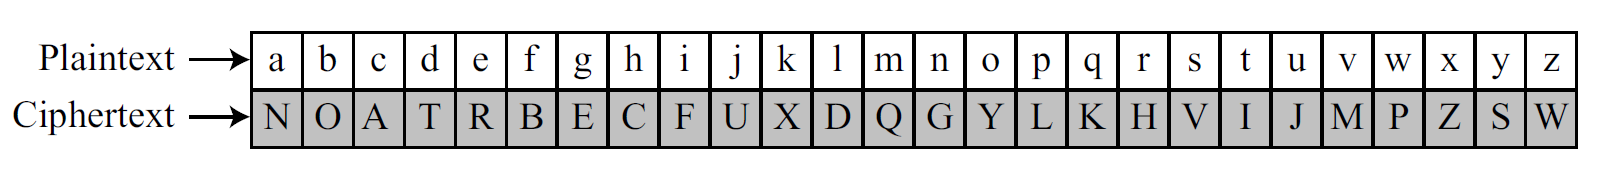 Plaintext a b c d e f g h i j k l m n o p q r s t u v w x y z
Ciphertext N O A T R B E C F U X D Q G Y L K H V I J M P Z S W